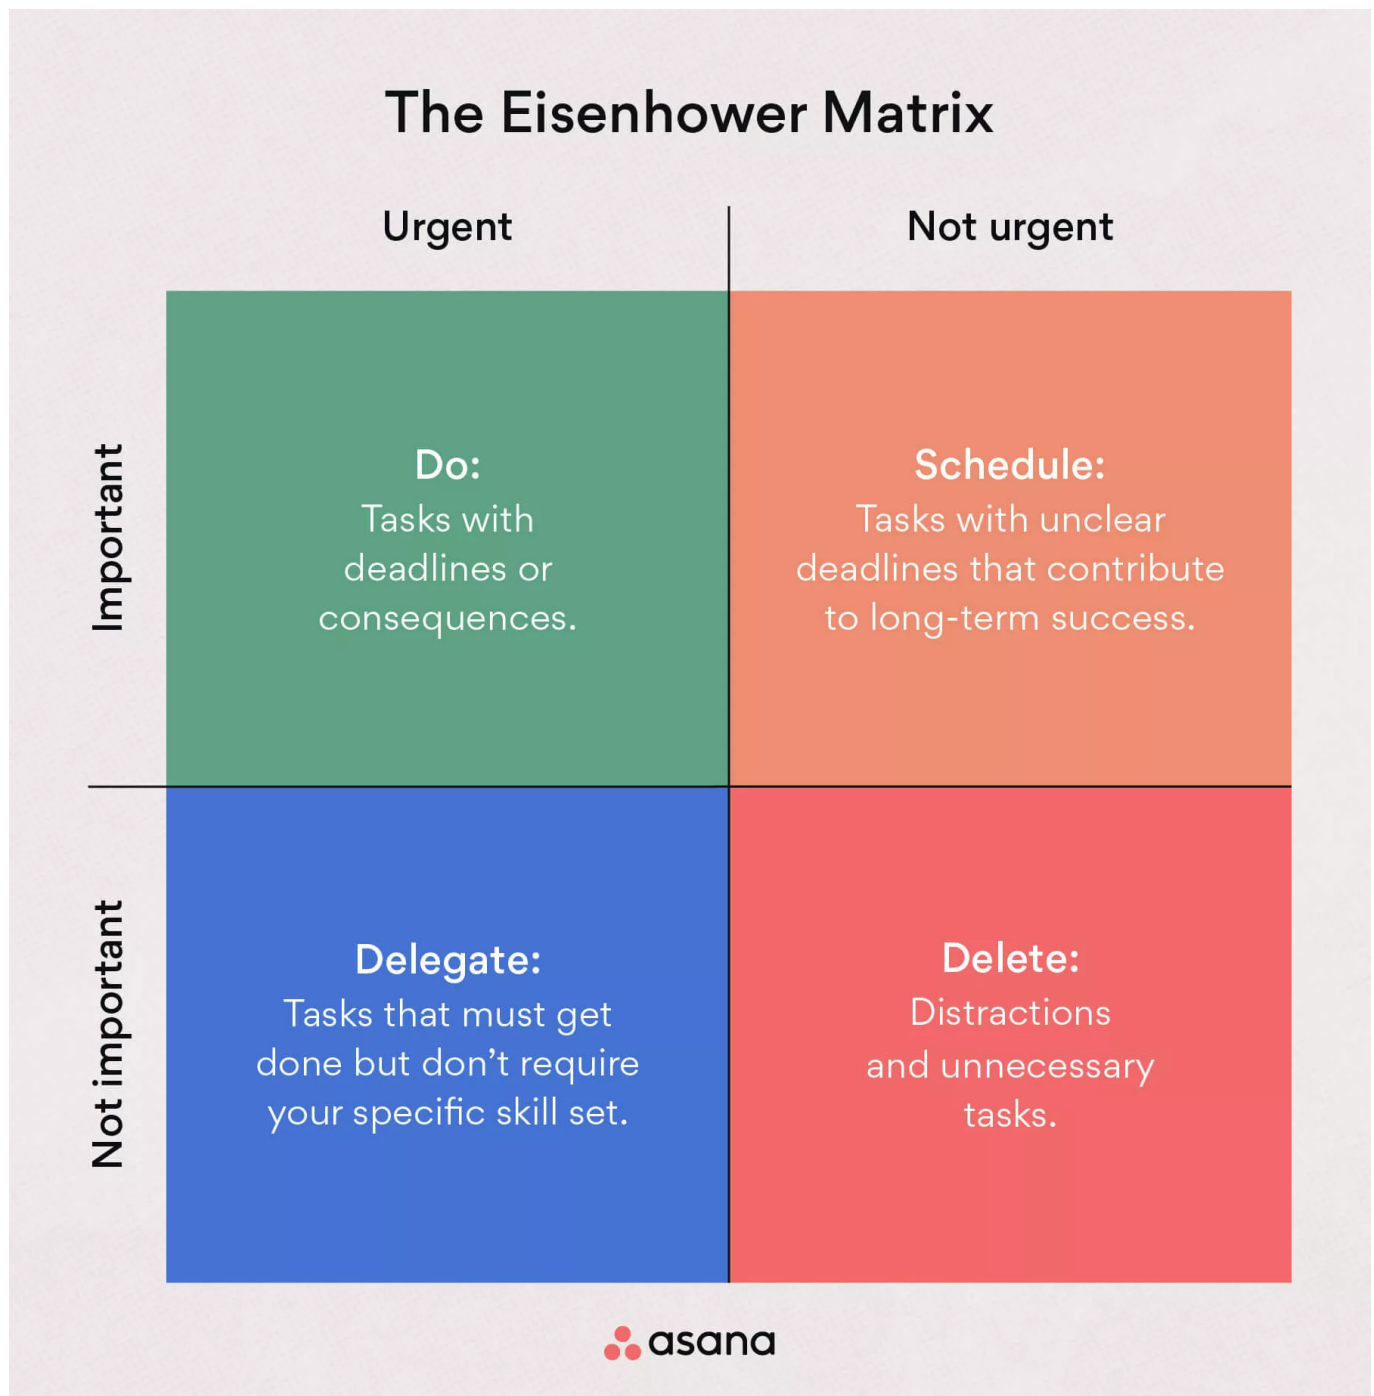 The Eisenhower Matrix
Urgent
Not urgent
Important
Do:
Tasks with
deadlines or
consequences.
Schedule:
Tasks with unclear
deadlines that contribute
to long-term success.
Not important
Delegate:
Tasks that must get
done but don’t require
your specific skill set.
Delete:
Distractions
and unnecessary
tasks.
asana